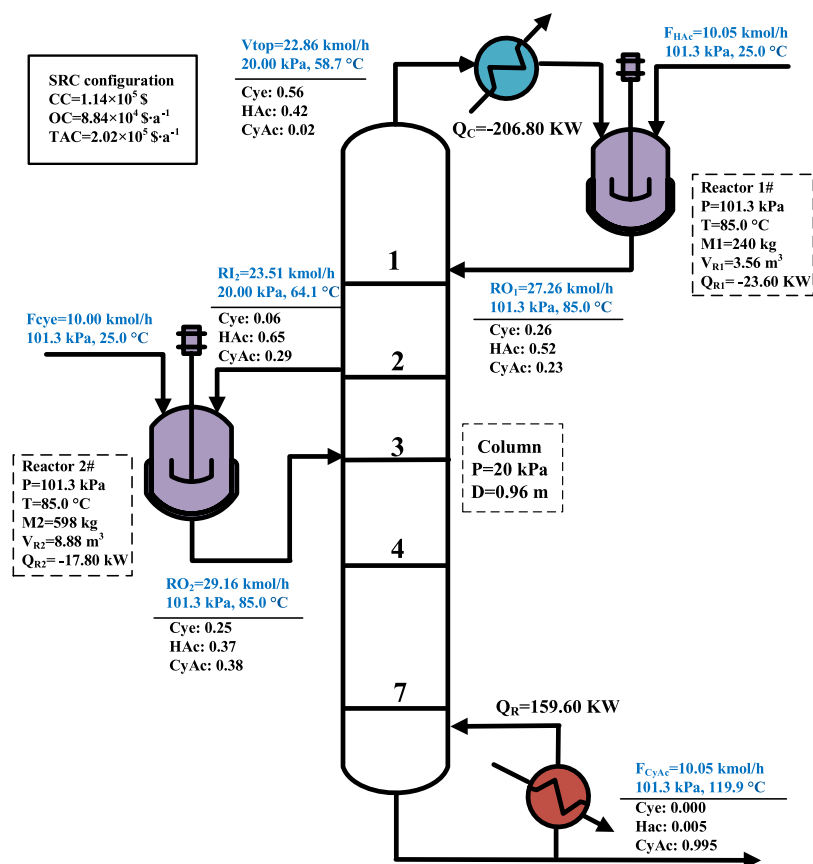 Vtop=22.86 kmol/h
20.00 kPa, 58.7 °C
Cye: 0.56
HAc: 0.42
CyAc: 0.02
SRC configuration
CC=1.14×10⁵ $
OC=8.84×10⁴ $·a⁻¹
TAC=2.02×10⁵ $·a⁻¹
Q_C=-206.80 KW
F_HAc=10.05 kmol/h
101.3 kPa, 25.0 °C
Reactor 1#
P=101.3 kPa
T=85.0 °C
M1=240 kg
V_R1=3.56 m³
Q_R1= -23.60 KW
1
RI₂=23.51 kmol/h
20.00 kPa, 64.1 °C
Cye: 0.06
HAc: 0.65
CyAc: 0.29
RO₁=27.26 kmol/h
101.3 kPa, 85.0 °C
Cye: 0.26
HAc: 0.52
CyAc: 0.23
Fcye=10.00 kmol/h
101.3 kPa, 25.0 °C
2
3
Column
P=20 kPa
D=0.96 m
Reactor 2#
P=101.3 kPa
T=85.0 °C
M2=598 kg
V_R2=8.88 m³
Q_R2= -17.80 kW
4
RO₂=29.16 kmol/h
101.3 kPa, 85.0 °C
Cye: 0.25
HAc: 0.37
CyAc: 0.38
7
Q_R=159.60 KW
F_CyAc=10.05 kmol/h
101.3 kPa, 119.9 °C
Cye: 0.000
Hac: 0.005
CyAc: 0.995